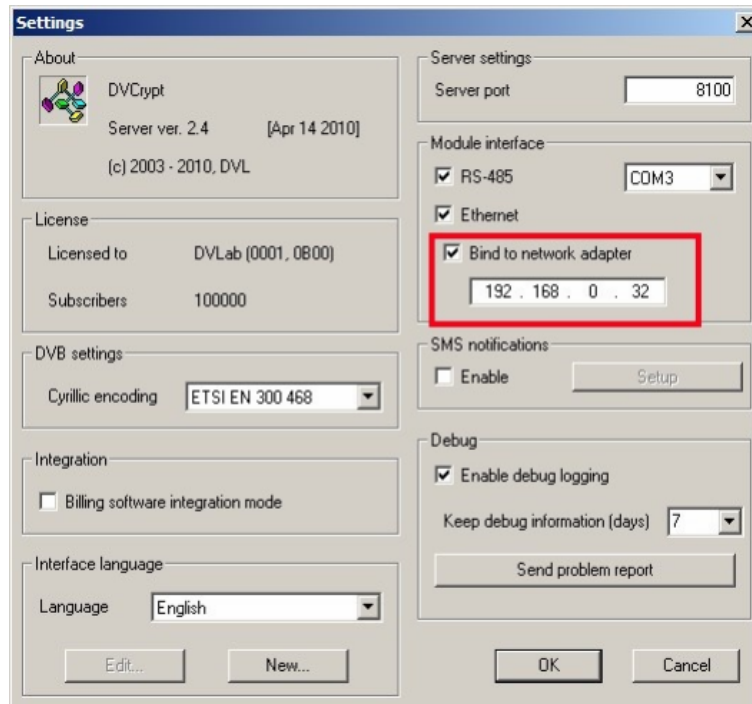 Settings
About
DVCrypt
Server ver. 2.4 [Apr 14 2010]
(c) 2003 - 2010, DVL
License
Licensed to DVLab (0001, 0B00)
Subscribers 100000
DVB settings
Cyrillic encoding ETSI EN 300 468
Integration
Billing software integration mode
Interface language
Language English
Edit... New...
Server settings
Server port 8100
Module interface
RS-485 COM3
Ethernet
Bind to network adapter
192 . 168 . 0 . 32
SMS notifications
Enable Setup
Debug
Enable debug logging
Keep debug information (days) 7
Send problem report
OK Cancel